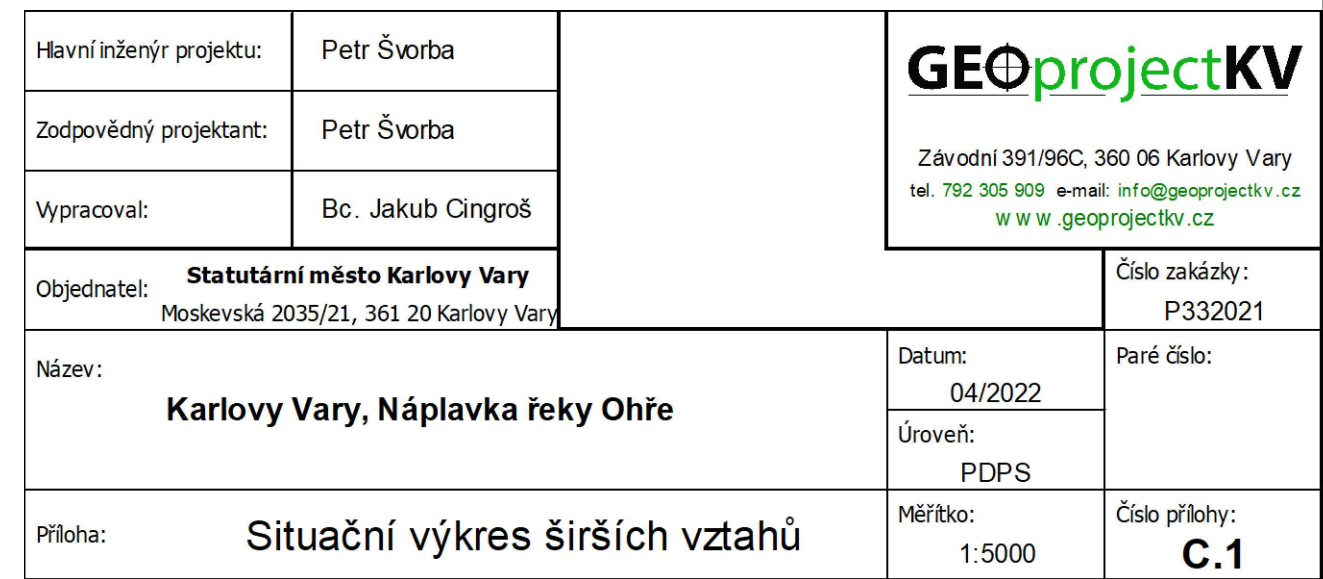 Hlavní inženýr projektu: Petr Švorba
GEOprojectKV
Zodpovědný projektant: Petr Švorba
Závodní 391/96C, 360 06 Karlovy Vary
tel. 792 305 909 e-mail: info@geoprojectkv.cz
www.geoprojectkv.cz
Vypracoval: Bc. Jakub Cingroš
Objednatel: Statutární město Karlovy Vary
Moskevská 2035/21, 361 20 Karlovy Vary
Číslo zakázky:
P332021
Název:
Karlovy Vary, Náplavka řeky Ohře
Datum:
04/2022
Paré číslo:
Úroveň:
PDPS
Příloha: Situační výkres širších vztahů
Měřítko:
1:5000
Číslo přílohy:
C.1